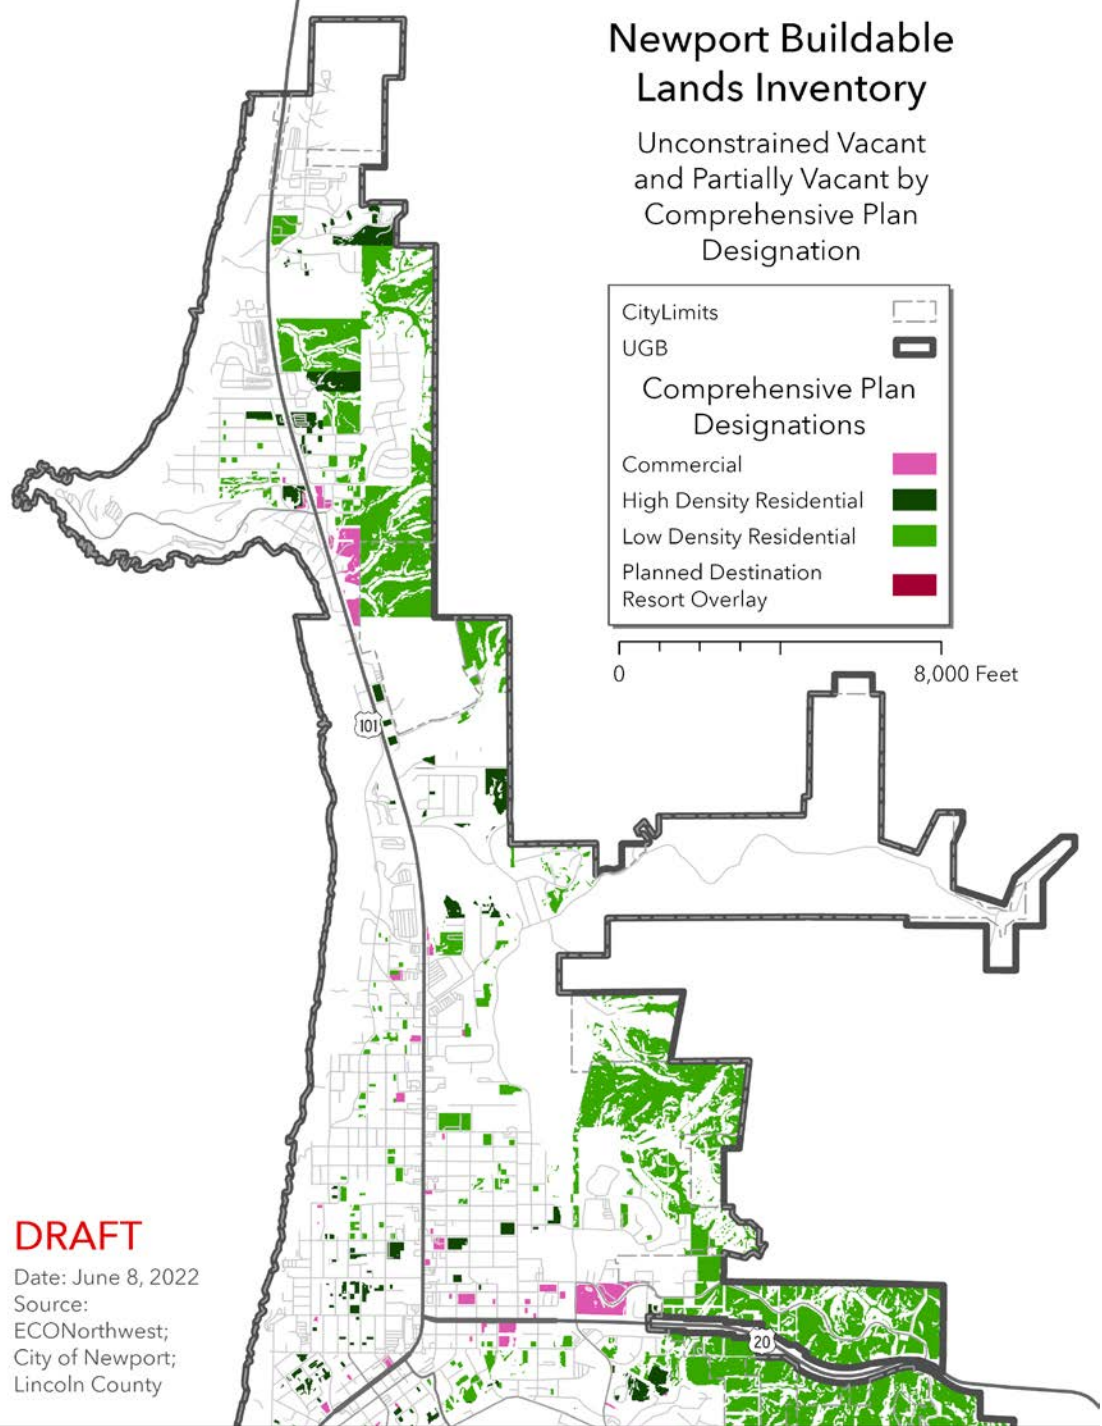 Newport Buildable
Lands Inventory
Unconstrained Vacant
and Partially Vacant by
Comprehensive Plan
Designation
CityLimits
UGB
Comprehensive Plan
Designations
Commercial
High Density Residential
Low Density Residential
Planned Destination
Resort Overlay
0
8,000 Feet
101
20
DRAFT
Date: June 8, 2022
Source:
ECONorthwest;
City of Newport;
Lincoln County